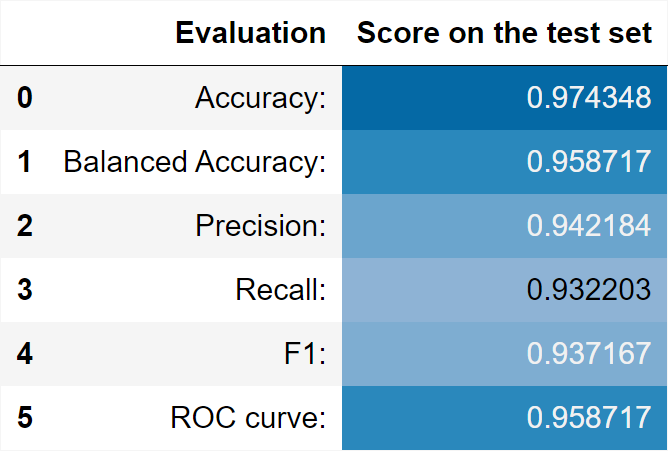 Evaluation Score on the test set
0 Accuracy: 0.974348
1 Balanced Accuracy: 0.958717
2 Precision: 0.942184
3 Recall: 0.932203
4 F1: 0.937167
5 ROC curve: 0.958717